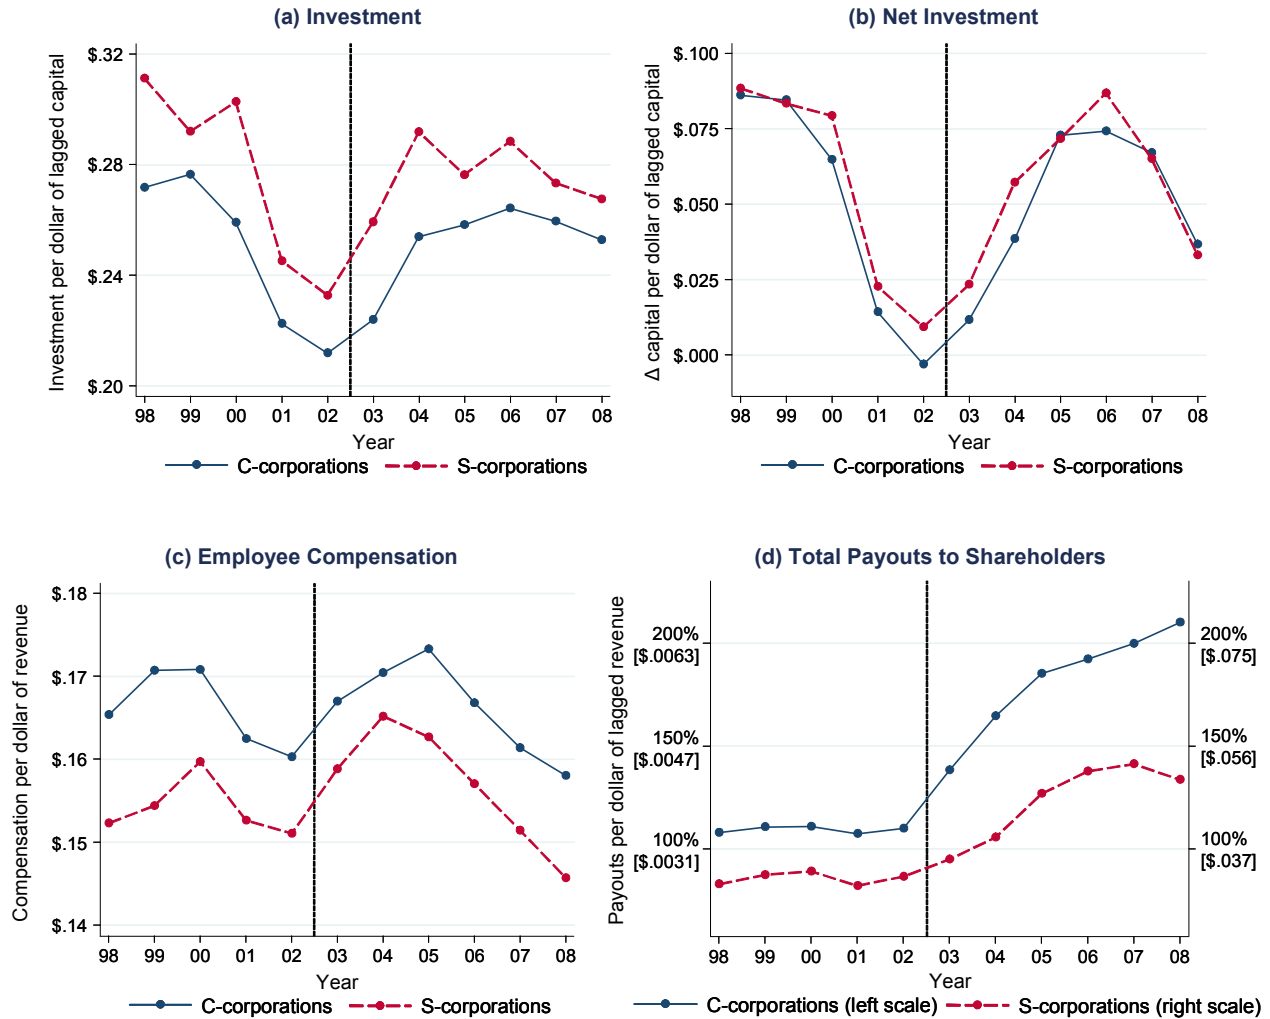 (a) Investment
Investment per dollar of lagged capital
$.32
$.28
$.24
$.20
98 99 00 01 02 03 04 05 06 07 08
Year
C-corporations S-corporations
(b) Net Investment
Δ capital per dollar of lagged capital
$.100
$.075
$.050
$.025
$.000
98 99 00 01 02 03 04 05 06 07 08
Year
C-corporations S-corporations
(c) Employee Compensation
Compensation per dollar of revenue
$.18
$.17
$.16
$.15
$.14
98 99 00 01 02 03 04 05 06 07 08
Year
C-corporations S-corporations
(d) Total Payouts to Shareholders
Payouts per dollar of lagged revenue
200%
[$.0063]
150%
[$.0047]
100%
[$.0031]
200%
[$.075]
150%
[$.056]
100%
[$.037]
98 99 00 01 02 03 04 05 06 07 08
Year
C-corporations (left scale) S-corporations (right scale)